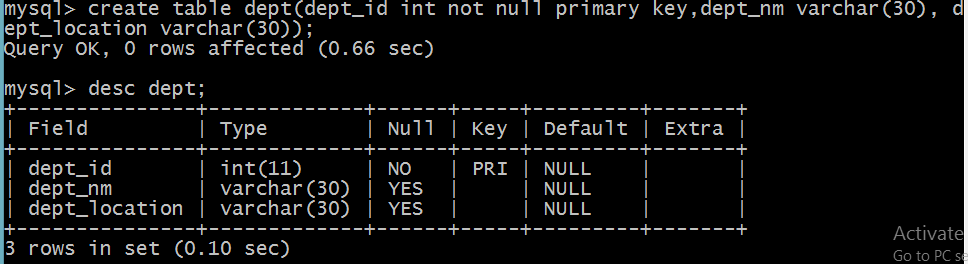 mysql> create table dept(dept_id int not null primary key,dept_nm varchar(30), d
ept_location varchar(30));
Query OK, 0 rows affected (0.66 sec)
mysql> desc dept;
+---------------+-------------+------+-----+---------+-------+
| Field         | Type        | Null | Key | Default | Extra |
+---------------+-------------+------+-----+---------+-------+
| dept_id       | int(11)     | NO   | PRI | NULL    |       |
| dept_nm       | varchar(30) | YES  |     | NULL    |       |
| dept_location | varchar(30) | YES  |     | NULL    |       |
+---------------+-------------+------+-----+---------+-------+
3 rows in set (0.10 sec)
Activate
Go to PC se